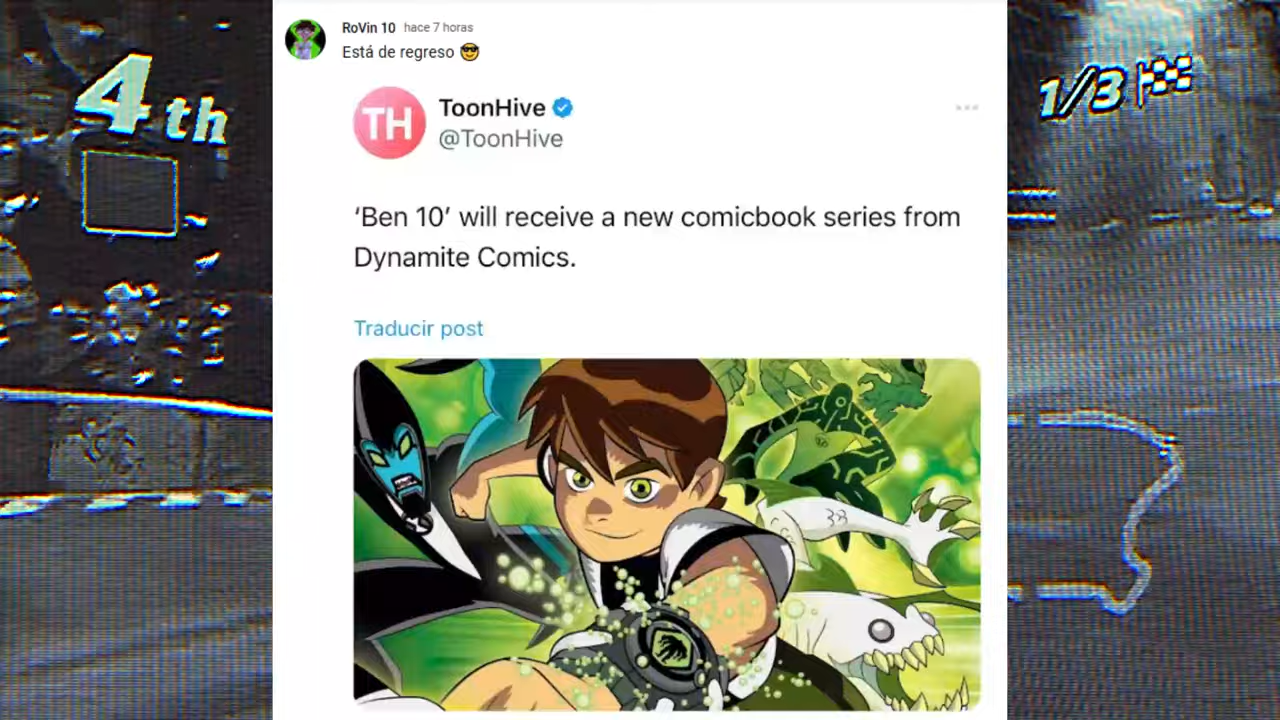 4th
1/3
RoVin 10 hace 7 horas
Está de regreso 😎
TH
ToonHive
@ToonHive
‘Ben 10’ will receive a new comicbook series from
Dynamite Comics.
Traducir post